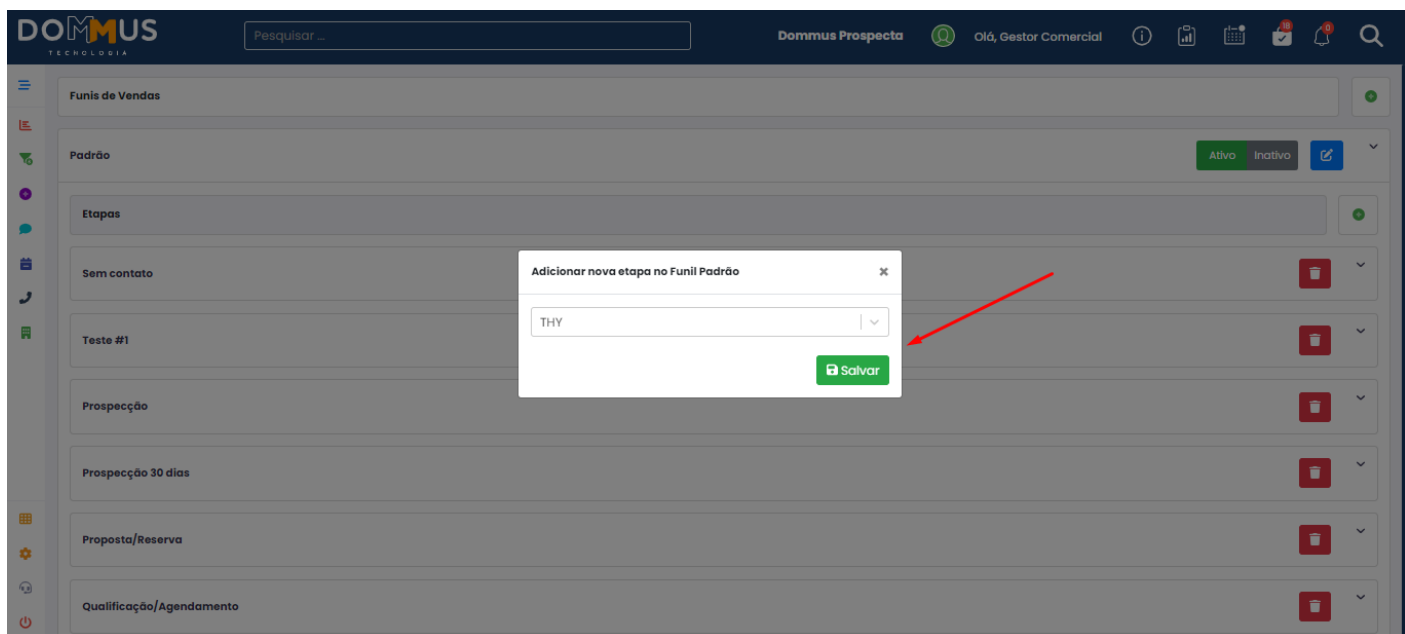 DOMMUS
TECNOLOGIA
Pesquisar ...
Dommus Prospecta
Olá, Gestor Comercial
18
0
Funis de Vendas
Padrão
Ativo
Inativo
Etapas
Sem contato
Adicionar nova etapa no Funil Padrão
THY
Teste #1
Salvar
Prospecção
Prospecção 30 dias
Proposta/Reserva
Qualificação/Agendamento